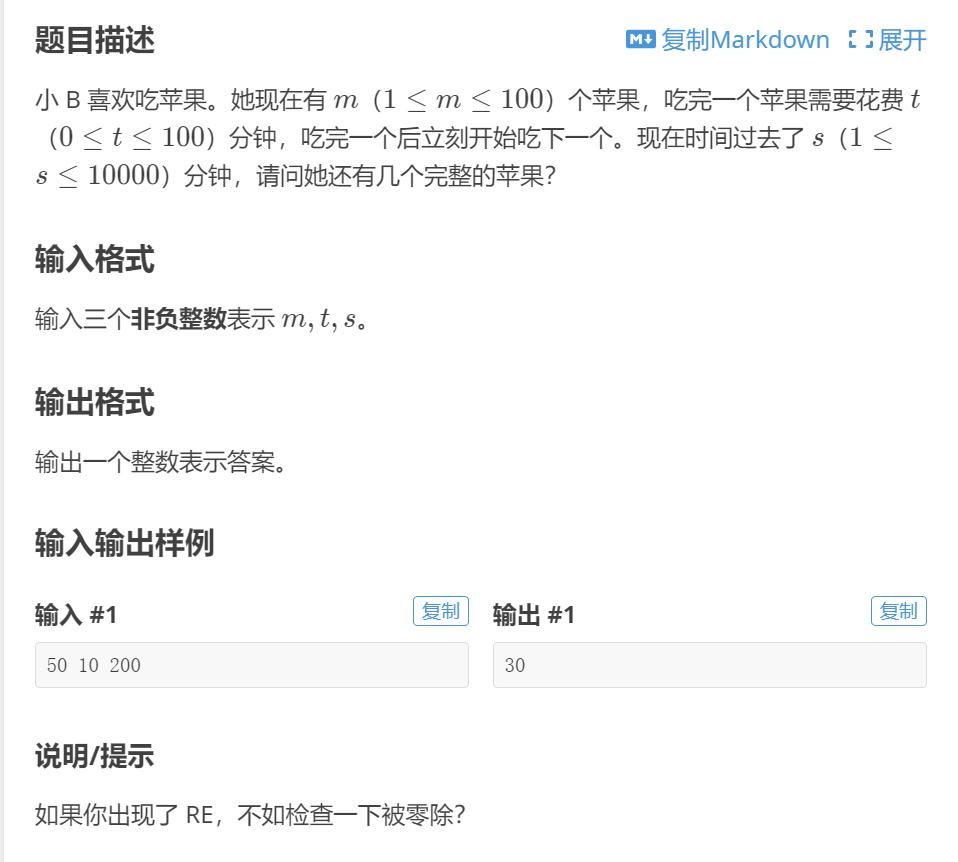 题目描述
复制Markdown 展开
小 B 喜欢吃苹果。她现在有 m（1 ≤ m ≤ 100）个苹果，吃完一个苹果需要花费 t
（0 ≤ t ≤ 100）分钟，吃完一个后立刻开始吃下一个。现在时间过去了 s（1 ≤
s ≤ 10000）分钟，请问她还有几个完整的苹果？
输入格式
输入三个非负整数表示 m, t, s。
输出格式
输出一个整数表示答案。
输入输出样例
输入 #1 复制
50 10 200
输出 #1 复制
30
说明/提示
如果你出现了 RE，不如检查一下被零除？